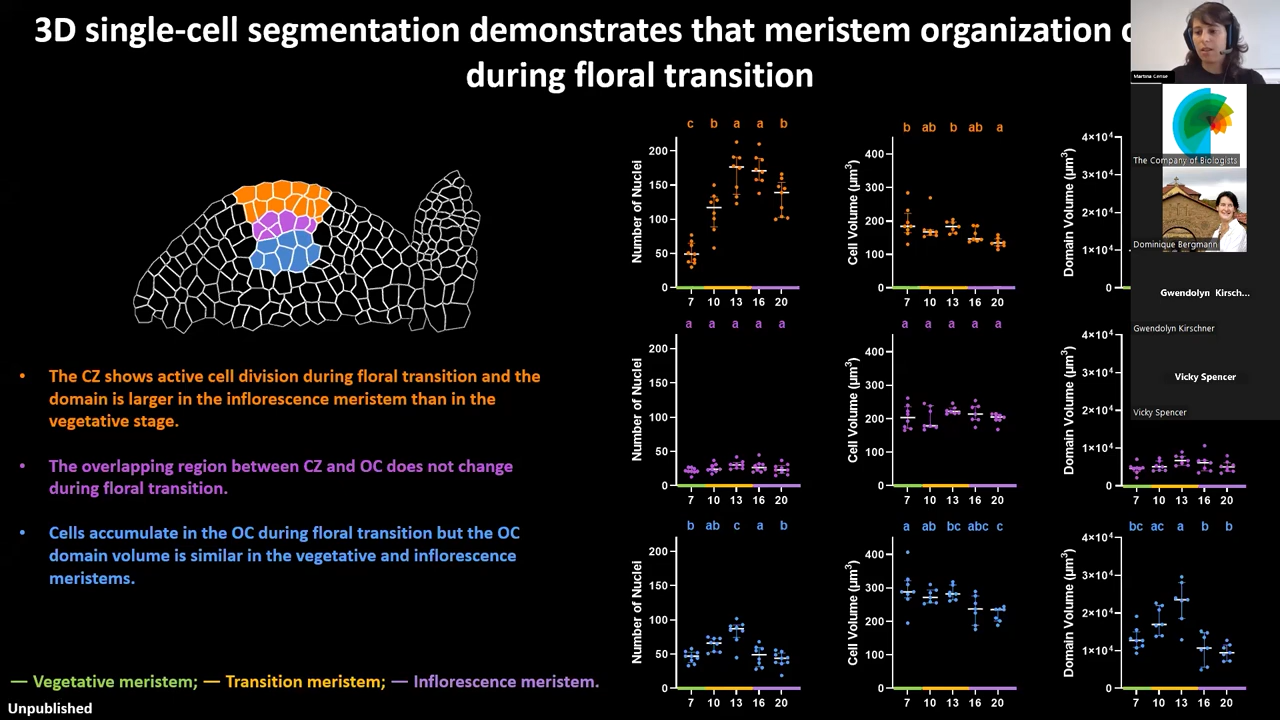 3D single-cell segmentation demonstrates that meristem organization
during floral transition
Martina Cerise
The Company of Biologists
Dominique Bergmann
Gwendolyn Kirsch...
Gwendolyn Kirschner
Vicky Spencer
Vicky Spencer
• The CZ shows active cell division during floral transition and the
domain is larger in the inflorescence meristem than in the
vegetative stage.
• The overlapping region between CZ and OC does not change
during floral transition.
• Cells accumulate in the OC during floral transition but the OC
domain volume is similar in the vegetative and inflorescence
meristems.
— Vegetative meristem; — Transition meristem; — Inflorescence meristem.
Unpublished
c b a a b
Number of Nuclei
200
150
100
50
0
7 10 13 16 20
b ab b ab a
Cell Volume (µm³)
400
300
200
100
0
7 10 13 16 20
Domain Volume (µm³)
4×10⁴
3×10⁴
2×10⁴
1×10⁴
0
a a a a a
Number of Nuclei
200
150
100
50
0
7 10 13 16 20
a a a a a
Cell Volume (µm³)
400
300
200
100
0
7 10 13 16 20
Domain Volume (µm³)
4×10⁴
3×10⁴
2×10⁴
1×10⁴
0
7 10 13 16 20
b ab c a b
Number of Nuclei
200
150
100
50
0
7 10 13 16 20
a ab bc abc c
Cell Volume (µm³)
400
300
200
100
0
7 10 13 16 20
bc ac a b b
Domain Volume (µm³)
4×10⁴
3×10⁴
2×10⁴
1×10⁴
0
7 10 13 16 20